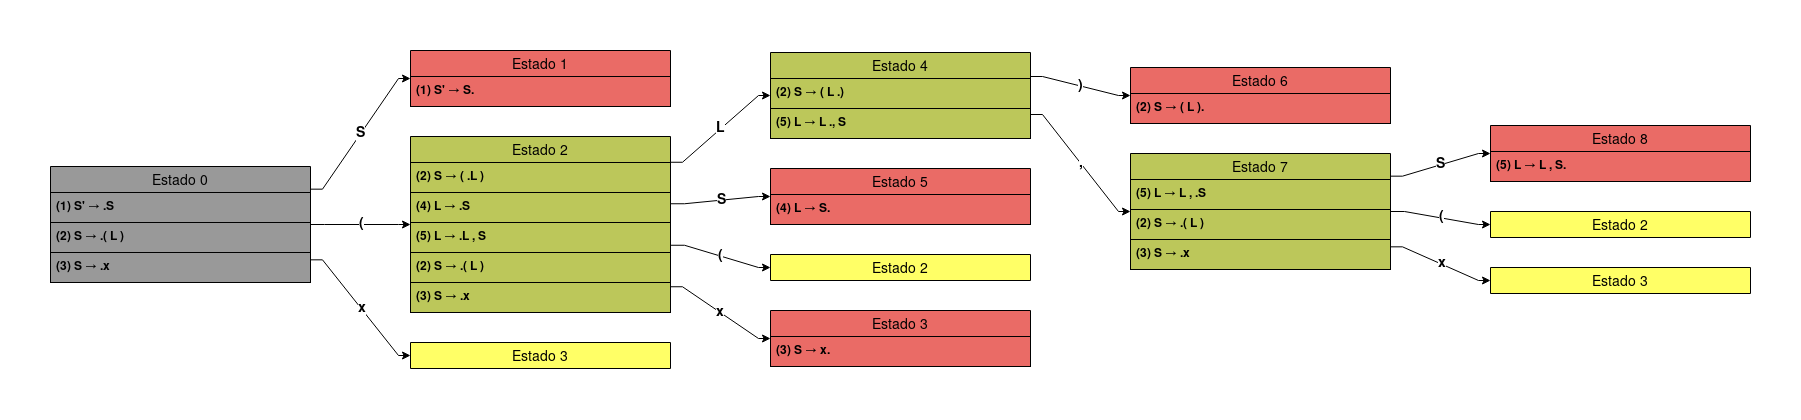 Estado 0
(1) S' → .S
(2) S → .( L )
(3) S → .x
S
(
x
Estado 1
(1) S' → S.
Estado 2
(2) S → ( .L )
(4) L → .S
(5) L → .L , S
(2) S → .( L )
(3) S → .x
Estado 3
L
S
(
x
Estado 4
(2) S → ( L .)
(5) L → L ., S
Estado 5
(4) L → S.
Estado 2
Estado 3
(3) S → x.
)
,
Estado 6
(2) S → ( L ).
Estado 7
(5) L → L , .S
(2) S → .( L )
(3) S → .x
S
(
x
Estado 8
(5) L → L , S.
Estado 2
Estado 3